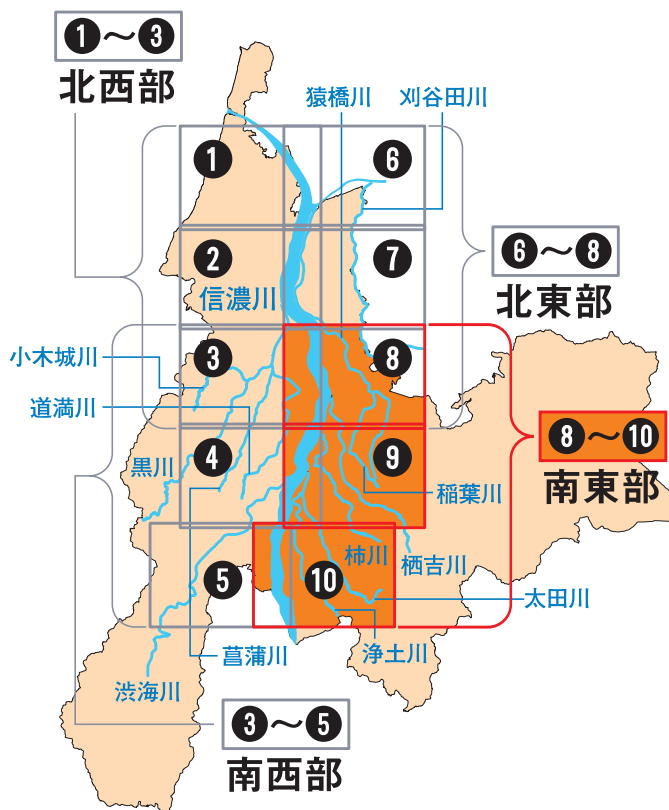 ❶〜❸
北西部
猿橋川
刈谷田川
❶
❻
❷
❼
信濃川
❻〜❽
北東部
小木城川
❸
❽
道満川
❽〜❿
南東部
黒川
❹
❾
稲葉川
柿川
栖吉川
❺
❿
太田川
菖蒲川
浄土川
渋海川
❸〜❺
南西部